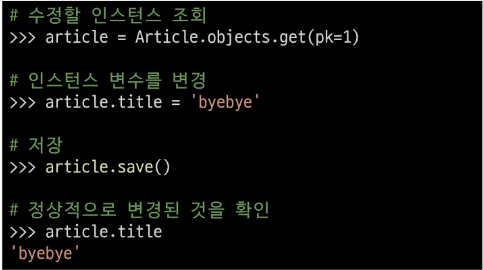 # 수정할 인스턴스 조회
>>> article = Article.objects.get(pk=1)
# 인스턴스 변수를 변경
>>> article.title = 'byebye'
# 저장
>>> article.save()
# 정상적으로 변경된 것을 확인
>>> article.title
'byebye'